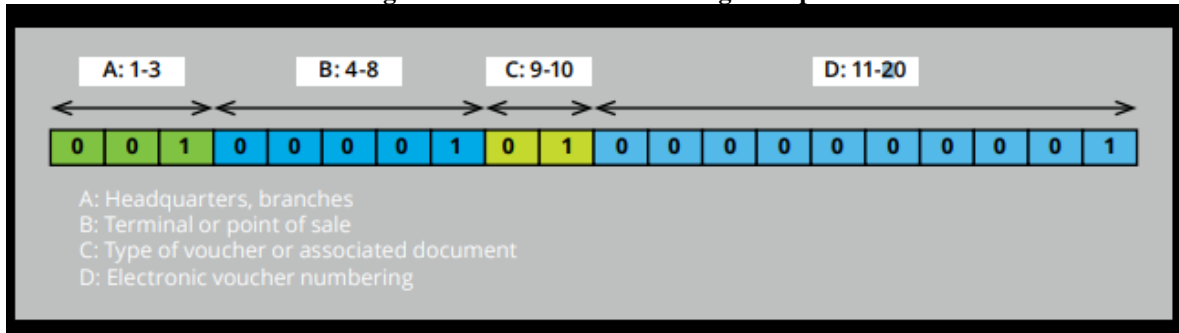 A: 1-3 B: 4-8 C: 9-10 D: 11-20
0 0 1 0 0 0 0 1 0 1 0 0 0 0 0 0 0 0 0 1
A: Headquarters, branches
B: Terminal or point of sale
C: Type of voucher or associated document
D: Electronic voucher numbering